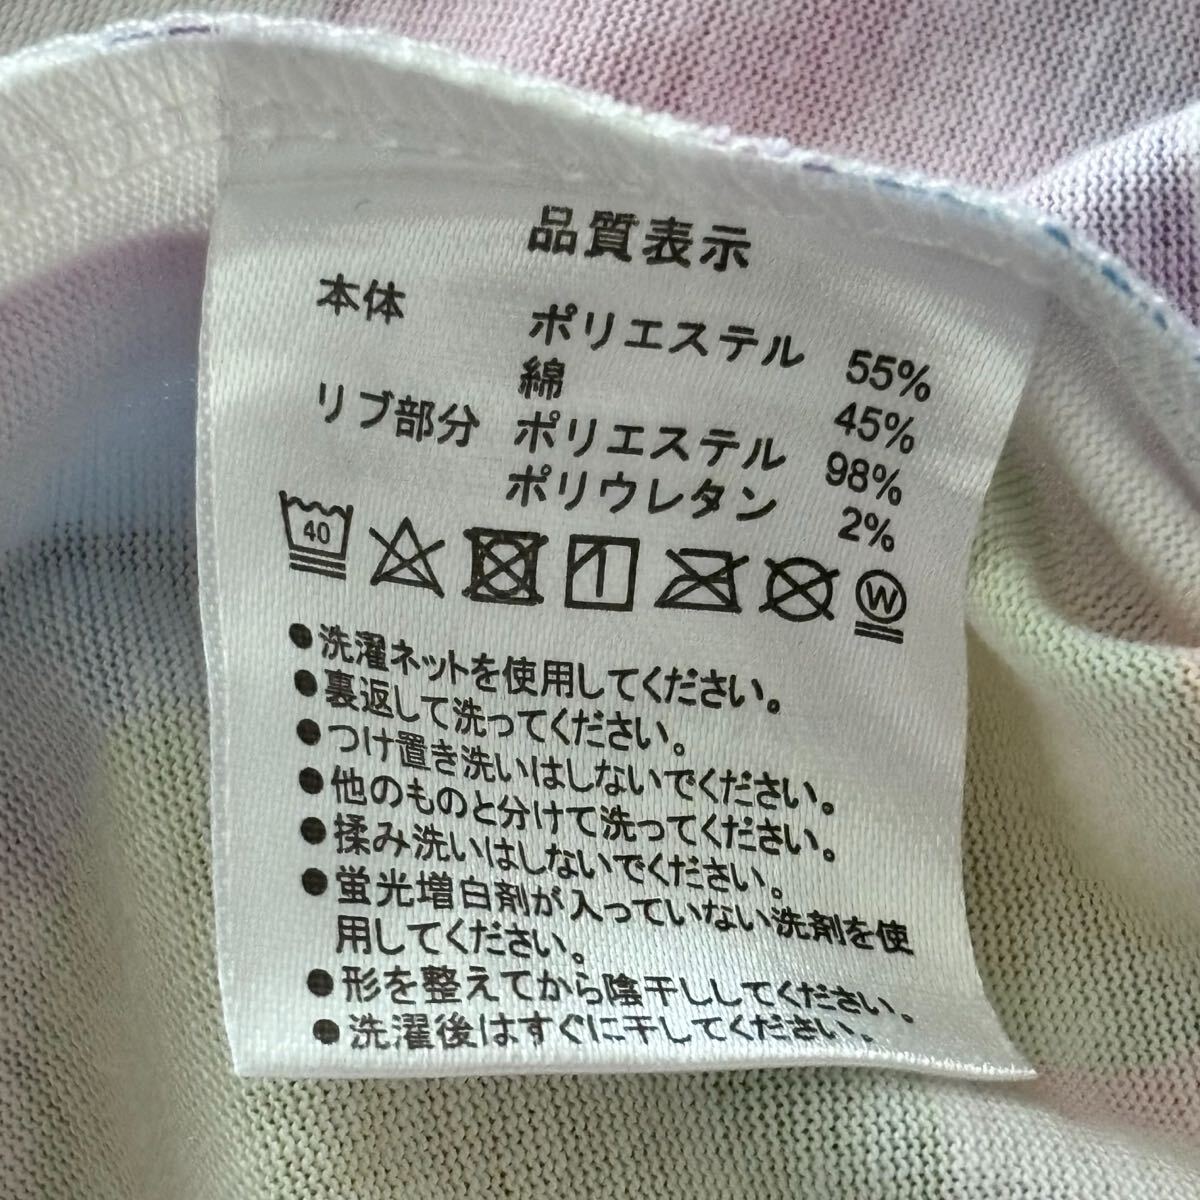 品質表示
本体 ポリエステル 55%
綿 45%
リブ部分 ポリエステル 98%
ポリウレタン 2%
40 W
●洗濯ネットを使用してください。
●裏返して洗ってください。
●つけ置き洗いはしないでください。
●他のものと分けて洗ってください。
●揉み洗いはしないでください。
●蛍光増白剤が入っていない洗剤を使
用してください。
●形を整えてから陰干ししてください。
●洗濯後はすぐに干してください。